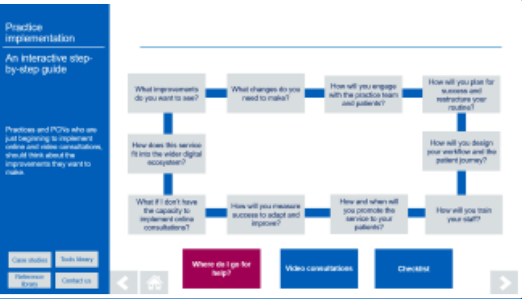 Practice
implementation
An interactive step-
by-step guide
Practices and PCNs who are
just beginning to implement
online and video consultations,
should think about the
improvements they want to
make.
Case studies
Tools library
Reference
library
Contact us
What improvements
do you want to see?
What changes do you
need to make?
How will you engage
with the practice team
and patients?
How will you plan for
success and
restructure your
routine?
How does this service
fit into the wider digital
ecosystem?
How will you design
your workflow and the
patient journey?
What if I don't have
the capacity to
implement online
consultations?
How will you measure
success to adapt and
improve?
How and when will
you promote the
service to your
patients?
How will you train
your staff?
Where do I go for
help?
Video consultations
Checklist